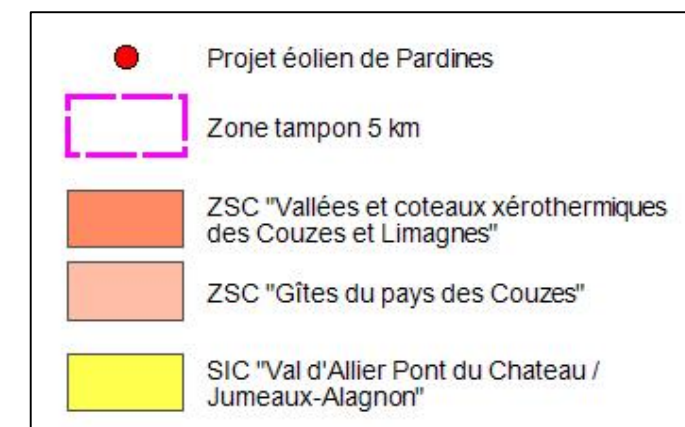 Projet éolien de Pardines
Zone tampon 5 km
ZSC "Vallées et coteaux xérothermiques
des Couzes et Limagnes"
ZSC "Gîtes du pays des Couzes"
SIC "Val d'Allier Pont du Chateau /
Jumeaux-Alagnon"